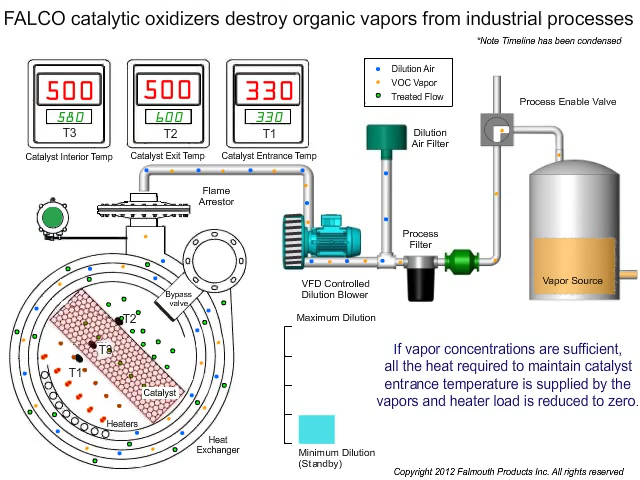 FALCO catalytic oxidizers destroy organic vapors from industrial processes
*Note Timeline has been condensed
500
580
T3
500
600
T2
330
330
T1
Catalyst Interior Temp
Catalyst Exit Temp
Catalyst Entrance Temp
Dilution Air
VOC Vapor
Treated Flow
Process Enable Valve
Dilution
Air Filter
Flame
Arrestor
Process
Filter
Vapor Source
VFD Controlled
Dilution Blower
Bypass
valve
Maximum Dilution
T2
T3
T1
Catalyst
Heaters
Heat
Exchanger
If vapor concentrations are sufficient,
all the heat required to maintain catalyst
entrance temperature is supplied by the
vapors and heater load is reduced to zero.
Minimum Dilution
(Standby)
Copyright 2012 Falmouth Products Inc. All rights reserved